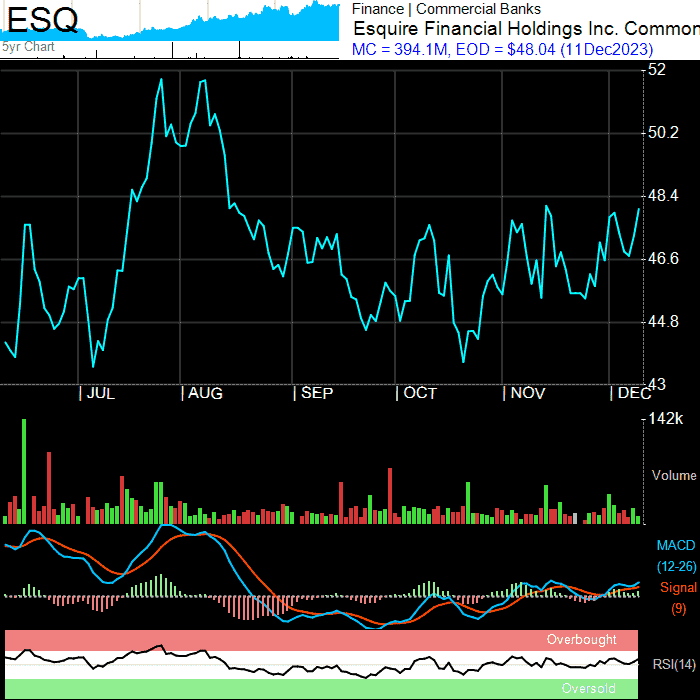 ESQ
5yr Chart
Finance | Commercial Banks
Esquire Financial Holdings Inc. Common
MC = 394.1M, EOD = $48.04 (11Dec2023)
52
50.2
48.4
46.6
44.8
43
JUL AUG SEP OCT NOV DEC
142k
Volume
MACD
(12-26)
Signal
(9)
Overbought
RSI(14)
Oversold